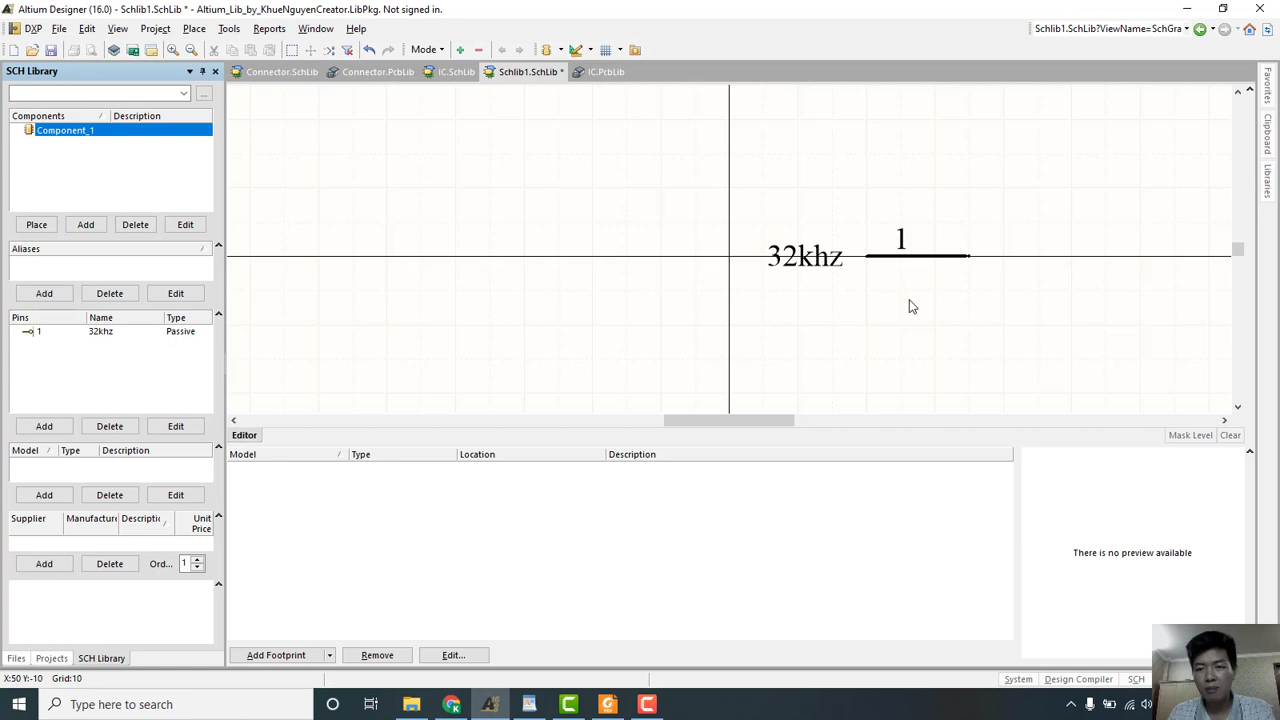 Altium Designer (16.0) - Schlib1.SchLib * - Altium_Lib_by_KhueNguyenCreator.LibPkg. Not signed in.
DXP File Edit View Project Place Tools Reports Window Help
Schlib1.SchLib?ViewName=SchGra
Mode
SCH Library
Connector.SchLib Connector.PcbLib IC.SchLib Schlib1.SchLib * IC.PcbLib
...
Components / Description
Component_1
Place Add Delete Edit
Aliases /
Add Delete Edit
Pins / Name Type
1 32khz Passive
Add Delete Edit
Model / Type Description
Add Delete Edit
Supplier Manufacture Descriptic / Unit Price
Add Delete Ord... 1
Files Projects SCH Library
X:50 Y:-10 Grid:10
1
32khz
Editor
Mask Level Clear
Model / Type Location Description
There is no preview available
Add Footprint Remove Edit...
System Design Compiler SCH
Favorites
Clipboard
Libraries
Type here to search